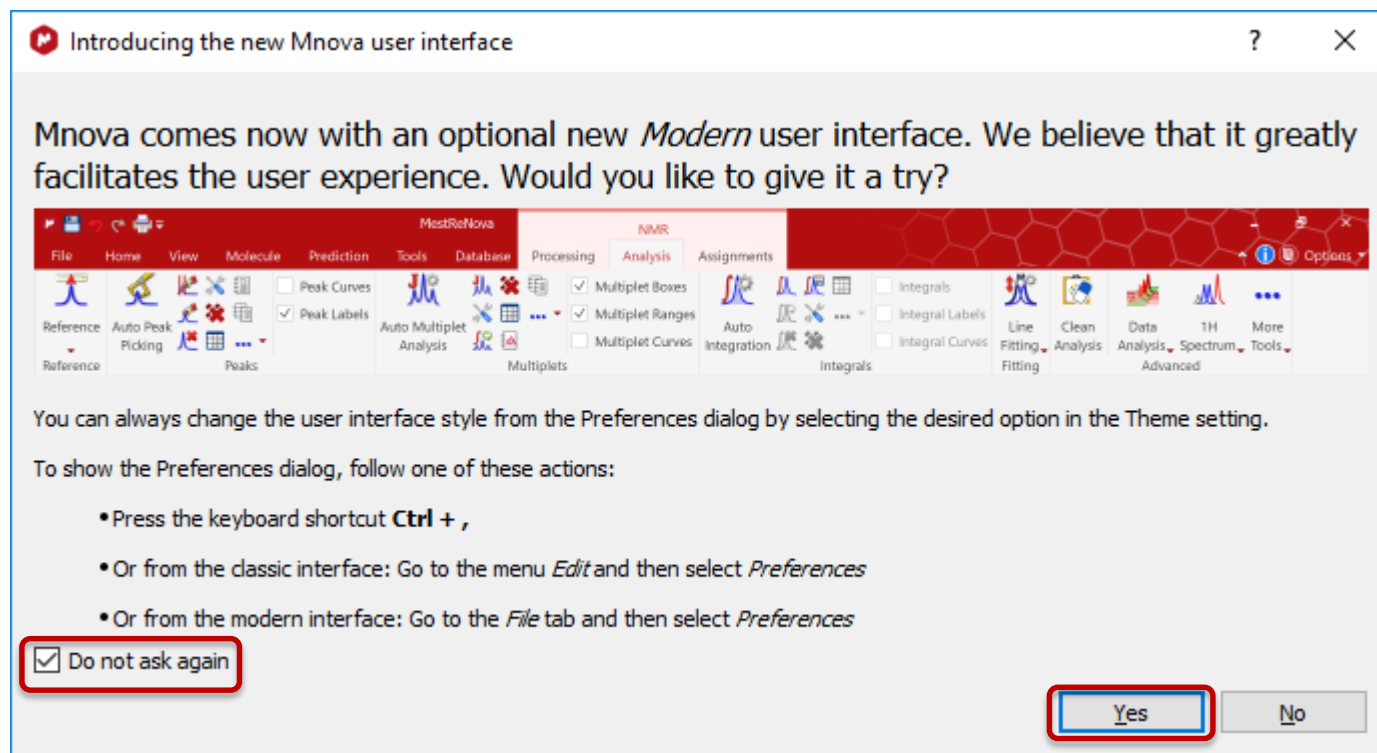 Introducing the new Mnova user interface
?
Mnova comes now with an optional new Modern user interface. We believe that it greatly
facilitates the user experience. Would you like to give it a try?
MestReNova NMR
File Home View Molecule Prediction Tools Database Processing Analysis Assignments Options
Peak Curves Multiplet Boxes Integrals
Peak Labels Multiplet Ranges Integral Labels
Multiplet Curves Integral Curves
Reference Auto Peak Auto Multiplet Auto Line Clean Data 1H More
Picking Analysis Integration Fitting Analysis Analysis Spectrum Tools
Reference Peaks Multiplets Integrals Fitting Advanced
You can always change the user interface style from the Preferences dialog by selecting the desired option in the Theme setting.
To show the Preferences dialog, follow one of these actions:
•Press the keyboard shortcut Ctrl + ,
•Or from the classic interface: Go to the menu Edit and then select Preferences
•Or from the modern interface: Go to the File tab and then select Preferences
Do not ask again
Yes No